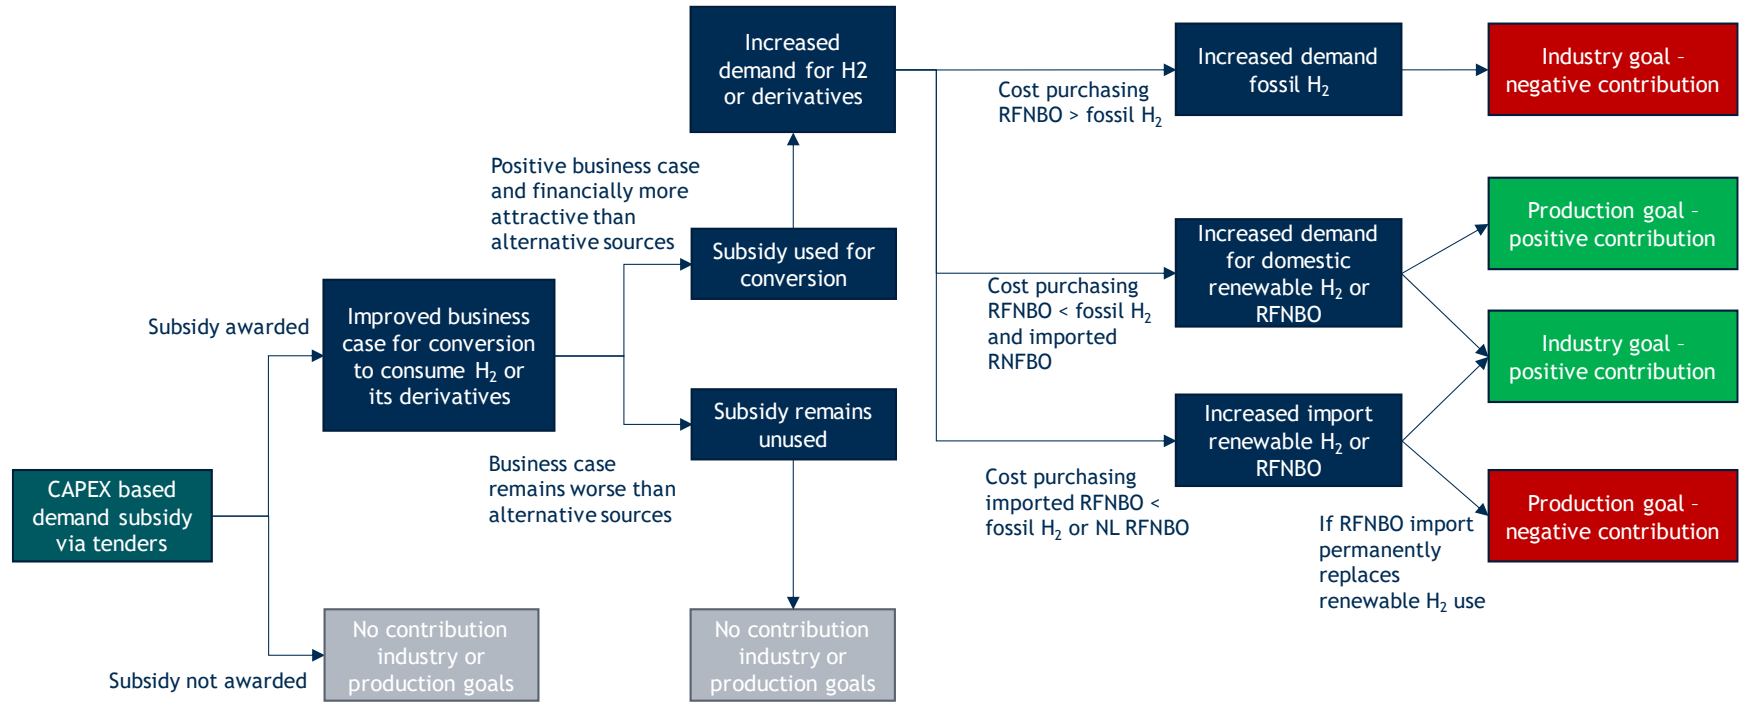 CAPEX based
demand subsidy
via tenders
Subsidy awarded
Subsidy not awarded
Improved business
case for conversion
to consume H₂ or
its derivatives
No contribution
industry or
production goals
Positive business case
and financially more
attractive than
alternative sources
Business case
remains worse than
alternative sources
Increased
demand for H2
or derivatives
Subsidy used for
conversion
Subsidy remains
unused
No contribution
industry or
production goals
Cost purchasing
RFNBO > fossil H₂
Cost purchasing
RFNBO < fossil H₂
and imported
RNFBO
Cost purchasing
imported RFNBO <
fossil H₂ or NL RFNBO
Increased demand
fossil H₂
Increased demand
for domestic
renewable H₂ or
RFNBO
Increased import
renewable H₂ or
RFNBO
If RFNBO import
permanently
replaces
renewable H₂ use
Industry goal –
negative contribution
Production goal –
positive contribution
Industry goal –
positive contribution
Production goal –
negative contribution